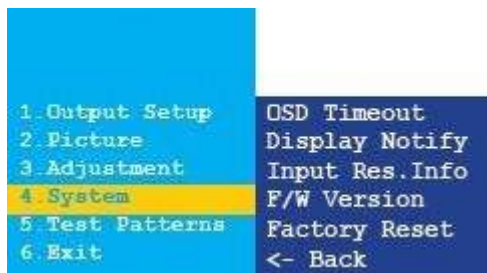 1.Output Setup
2.Picture
3.Adjustment
4.System
5.Test Patterns
6.Exit
OSD Timeout
Display Notify
Input Res.Info
F/W Version
Factory Reset
<- Back